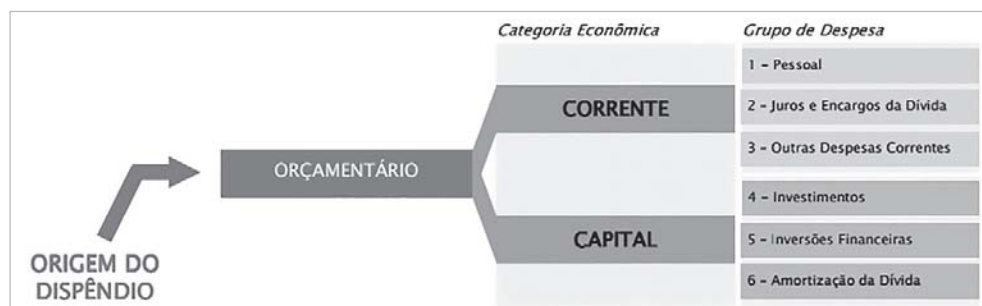 Categoria Econômica
Grupo de Despesa
1 – Pessoal
CORRENTE
2 – Juros e Encargos da Dívida
3 – Outras Despesas Correntes
ORÇAMENTÁRIO
4 – Investimentos
CAPITAL
5 – Inversões Financeiras
6 – Amortização da Dívida
ORIGEM DO
DISPÊNDIO